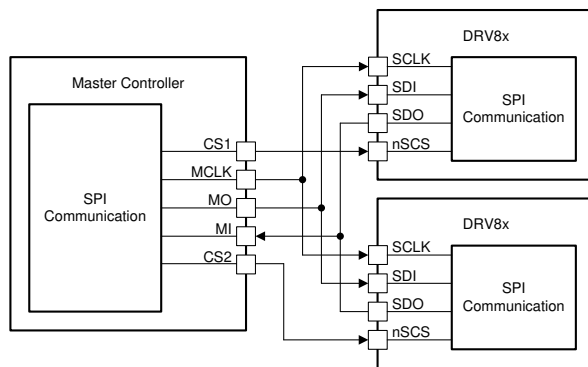 Master Controller
SPI
Communication
CS1
MCLK
MO
MI
CS2
DRV8x
SCLK
SDI
SDO
nSCS
SPI
Communication
DRV8x
SCLK
SDI
SDO
nSCS
SPI
Communication